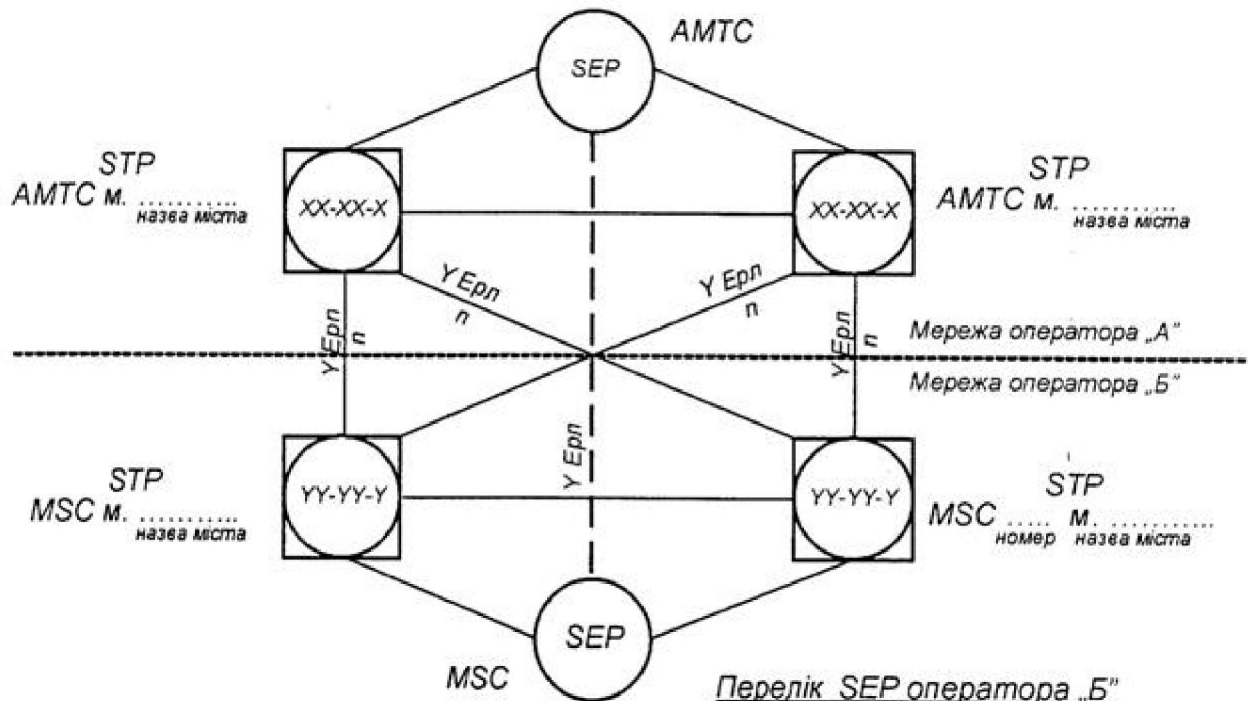 АМТС
SEP
STP
АМТС м. ...........
назва міста
XX-XX-X
XX-XX-X
STP
АМТС м. ...........
назва міста
Y Ерл
п
Y Ерл
п
Y Ерл
п
Y Ерл
п
Мережа оператора „А"
Мережа оператора „Б"
Y Ерл
STP
MSC м. ...........
назва міста
YY-YY-Y
YY-YY-Y
STP
MSC ..... м. ...........
номер назва міста
SEP
MSC
Перелік SEP оператора „Б"